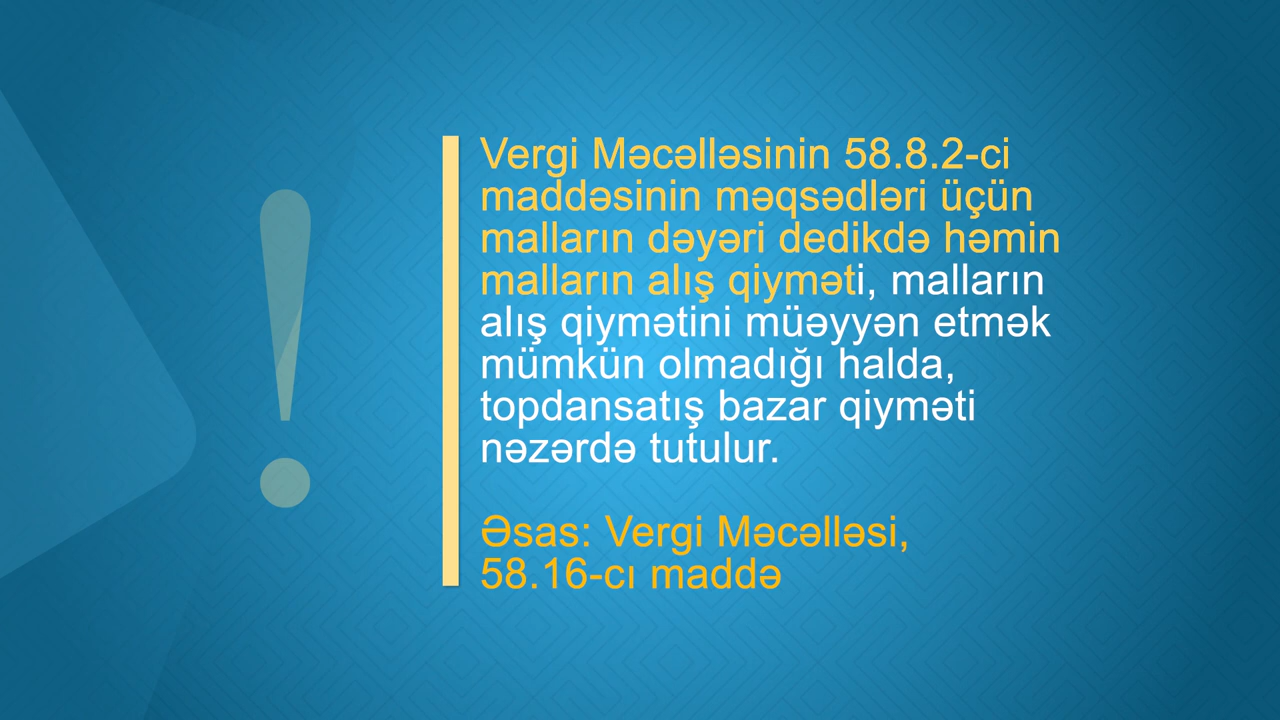 Vergi Məcəlləsinin 58.8.2-ci
maddəsinin məqsədləri üçün
malların dəyəri dedikdə həmin
malların alış qiyməti, malların
alış qiymətini müəyyən etmək
mümkün olmadığı halda,
topdansatış bazar qiyməti
nəzərdə tutulur.
Əsas: Vergi Məcəlləsi,
58.16-cı maddə